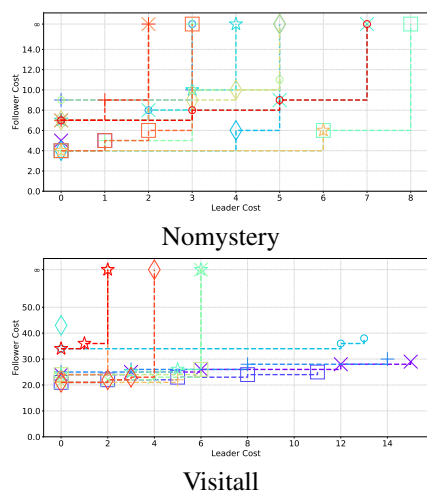 ∞
16.0
14.0
12.0
10.0
8.0
6.0
4.0
2.0
0.0
Follower Cost
0 1 2 3 4 5 6 7 8
Leader Cost
Nomystery
∞
50.0
40.0
30.0
20.0
10.0
0.0
Follower Cost
0 2 4 6 8 10 12 14
Leader Cost
Visitall